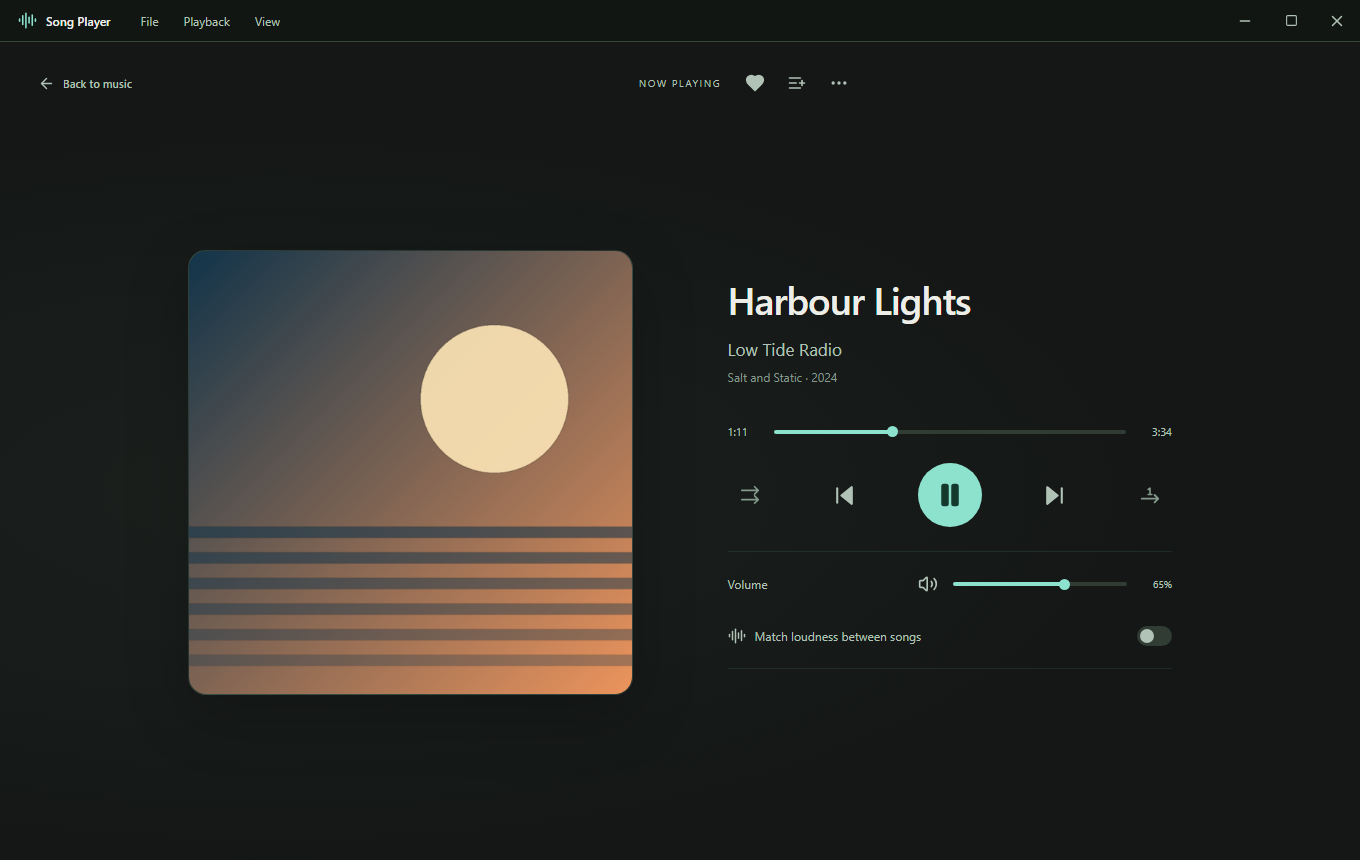 Song Player File Playback View
Back to music
NOW PLAYING
Harbour Lights
Low Tide Radio
Salt and Static · 2024
1:11 3:34
1
Volume 65%
Match loudness between songs